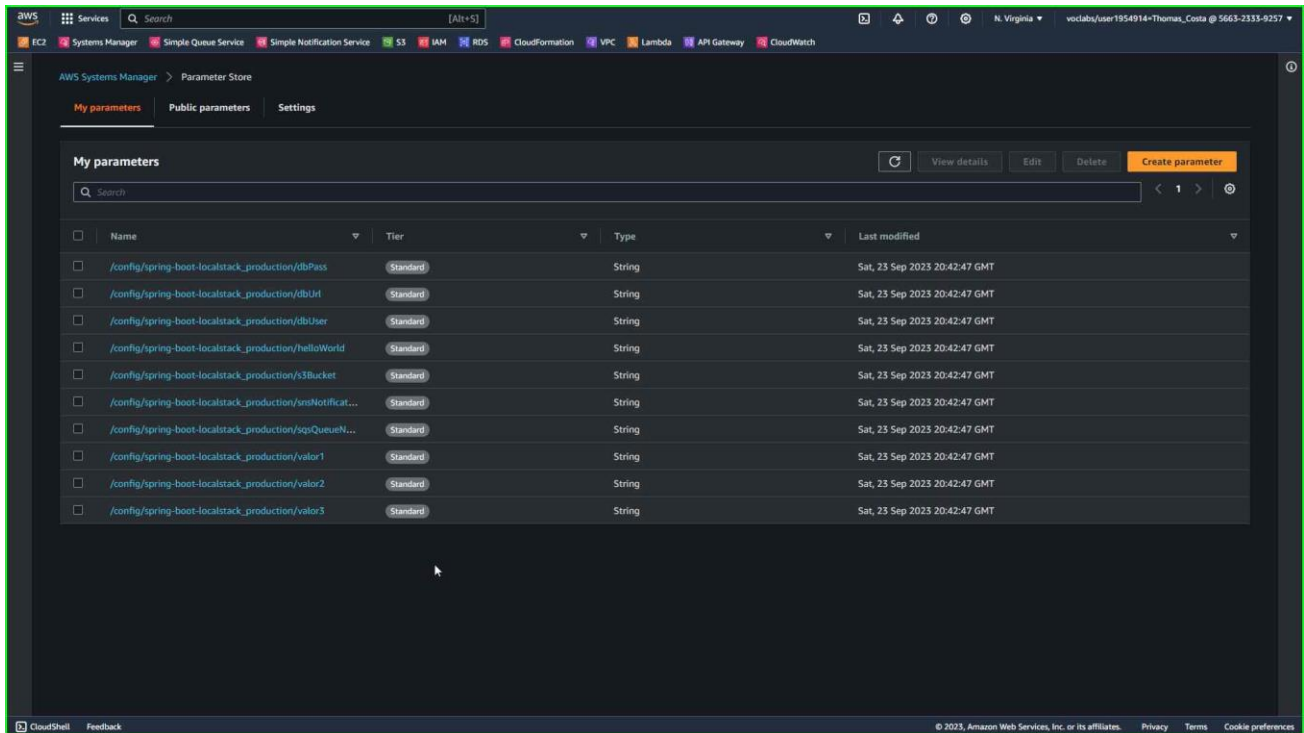 aws Services Search [Alt+S] N. Virginia voclabs/user1954914=Thomas_Costa @ 5663-2333-9257
EC2 Systems Manager Simple Queue Service Simple Notification Service S3 IAM RDS CloudFormation VPC Lambda API Gateway CloudWatch
AWS Systems Manager > Parameter Store
My parameters Public parameters Settings
My parameters View details Edit Delete Create parameter
Search 1
Name Tier Type Last modified
/config/spring-boot-localstack_production/dbPass Standard String Sat, 23 Sep 2023 20:42:47 GMT
/config/spring-boot-localstack_production/dbUrl Standard String Sat, 23 Sep 2023 20:42:47 GMT
/config/spring-boot-localstack_production/dbUser Standard String Sat, 23 Sep 2023 20:42:47 GMT
/config/spring-boot-localstack_production/helloWorld Standard String Sat, 23 Sep 2023 20:42:47 GMT
/config/spring-boot-localstack_production/s3Bucket Standard String Sat, 23 Sep 2023 20:42:47 GMT
/config/spring-boot-localstack_production/snsNotificat... Standard String Sat, 23 Sep 2023 20:42:47 GMT
/config/spring-boot-localstack_production/sqsQueueN... Standard String Sat, 23 Sep 2023 20:42:47 GMT
/config/spring-boot-localstack_production/valor1 Standard String Sat, 23 Sep 2023 20:42:47 GMT
/config/spring-boot-localstack_production/valor2 Standard String Sat, 23 Sep 2023 20:42:47 GMT
/config/spring-boot-localstack_production/valor3 Standard String Sat, 23 Sep 2023 20:42:47 GMT
CloudShell Feedback © 2023, Amazon Web Services, Inc. or its affiliates. Privacy Terms Cookie preferences